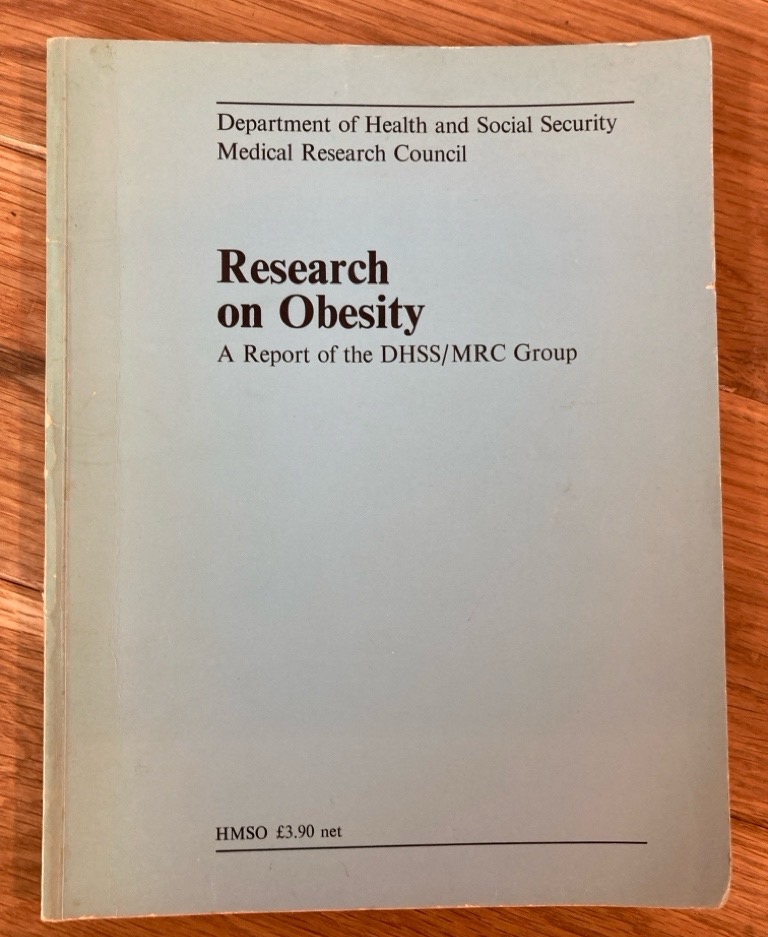 Department of Health and Social Security
Medical Research Council
Research
on Obesity
A Report of the DHSS/MRC Group
HMSO £3.90 net